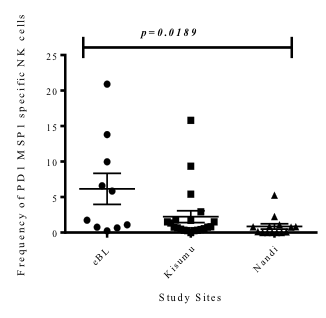 p=0.0189
Frequency of PD1 MSP1 specific NK cells
25
20
15
10
5
0
eBL
Kisumu
Nandi
Study Sites